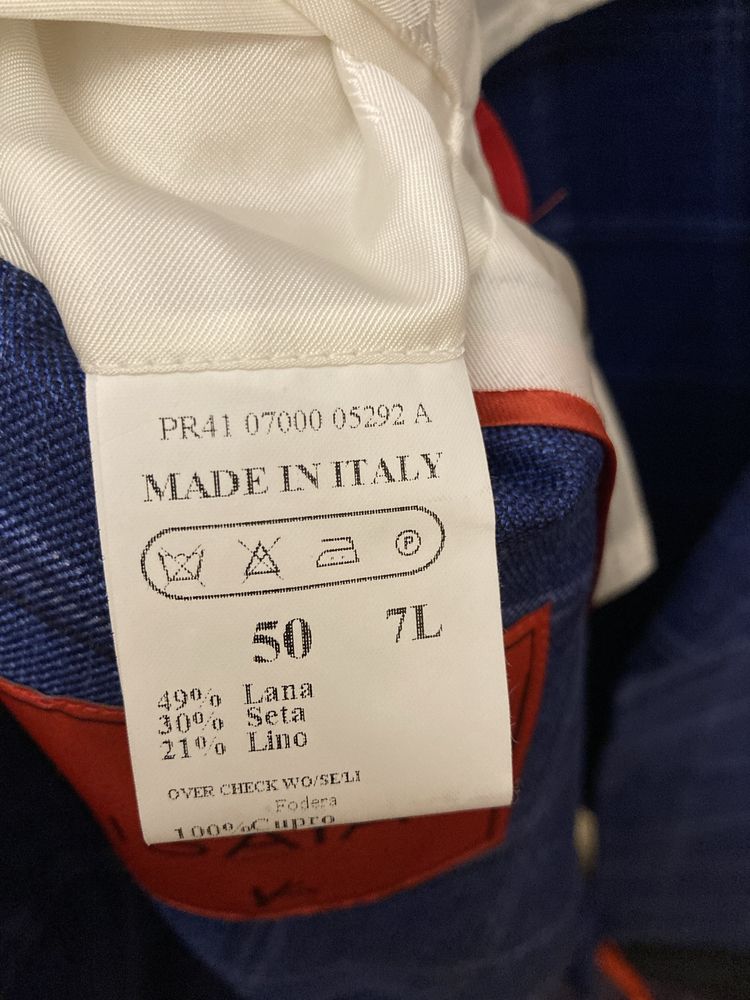 PR41 07000 05292 A
MADE IN ITALY
P
50 7L
49% Lana
30% Seta
21% Lino
OVER CHECK WO/SE/LI
Fodera
100%Cupro